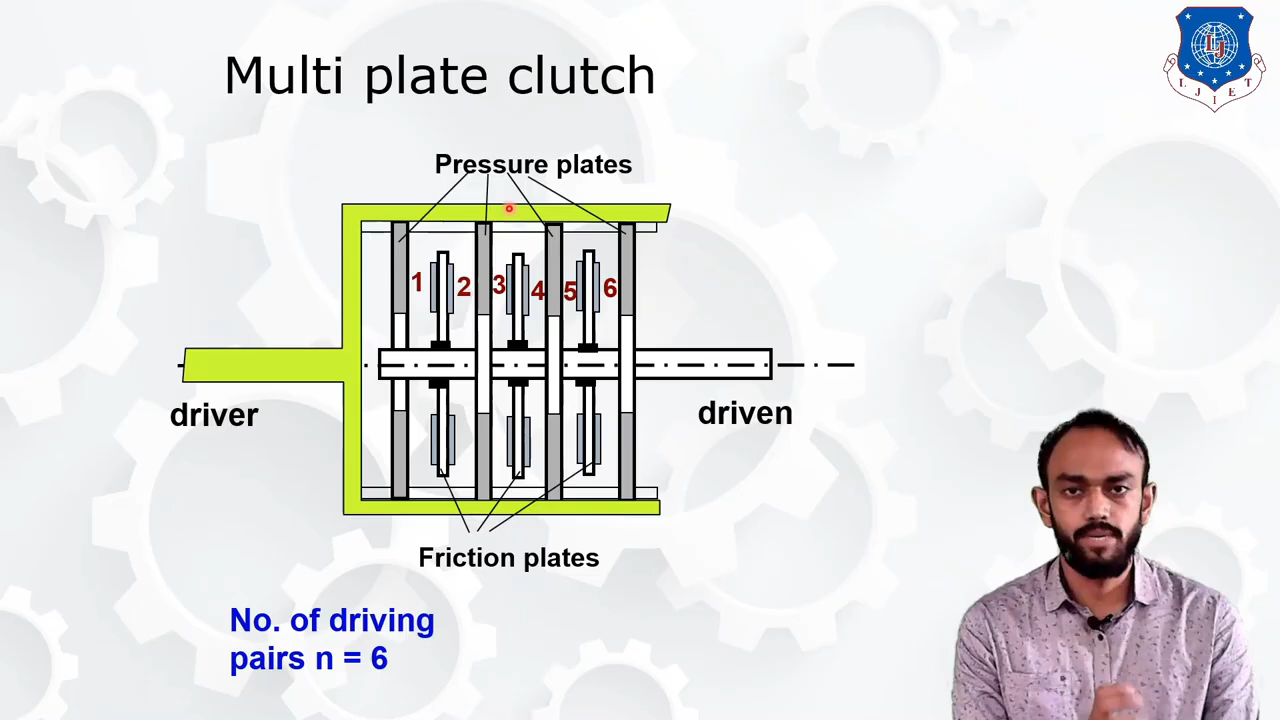 Multi plate clutch
LJIET
Pressure plates
1 2 3 4 5 6
driver
driven
Friction plates
No. of driving
pairs n = 6